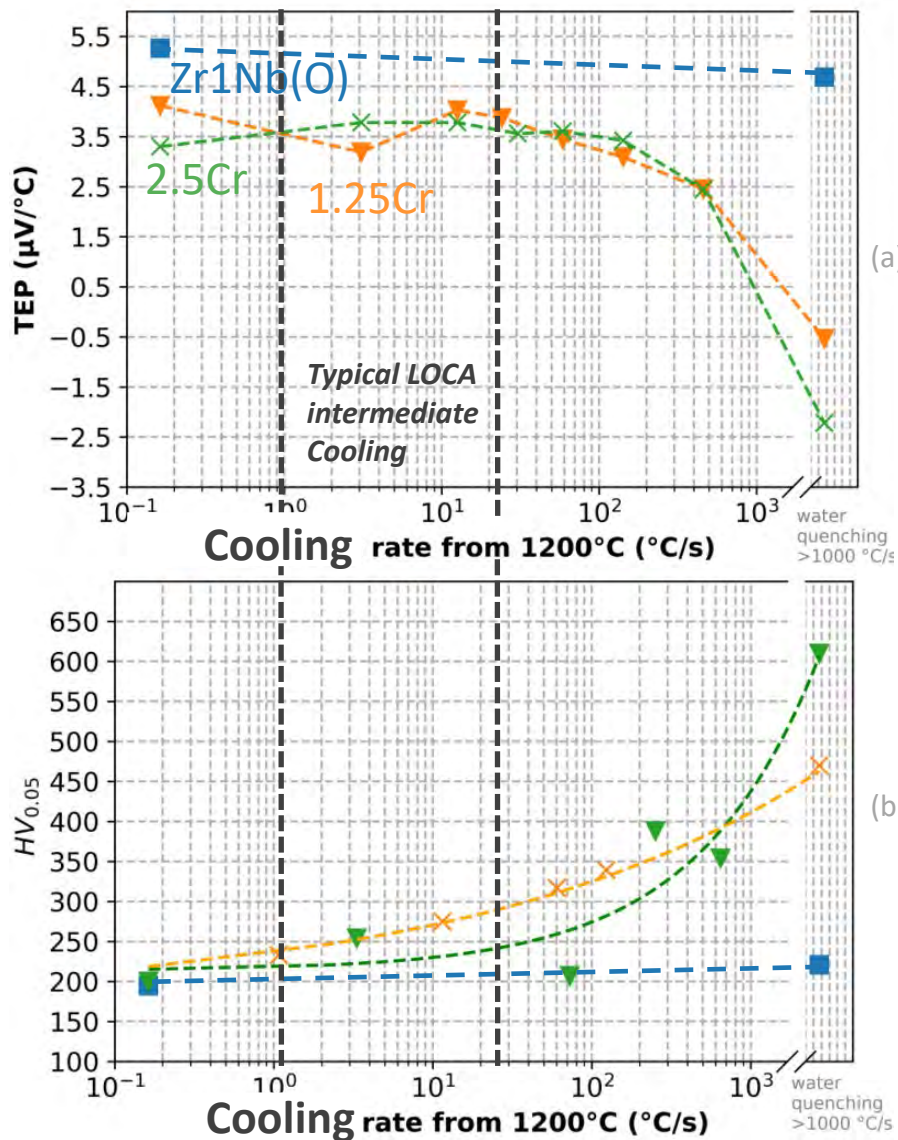 5.5
4.5
3.5
2.5
1.5
0.5
−0.5
−1.5
−2.5
−3.5
TEP (μV/°C)
Zr1Nb(O)
2.5Cr
1.25Cr
Typical LOCA
intermediate
Cooling
(a)
10⁻¹ 10⁰ 10¹ 10² 10³
Cooling rate from 1200°C (°C/s)
water
quenching
>1000 °C/s
650
600
550
500
450
400
350
300
250
200
150
100
HV0.05
(b
10⁻¹ 10⁰ 10¹ 10² 10³
Cooling rate from 1200°C (°C/s)
water
quenching
>1000 °C/s